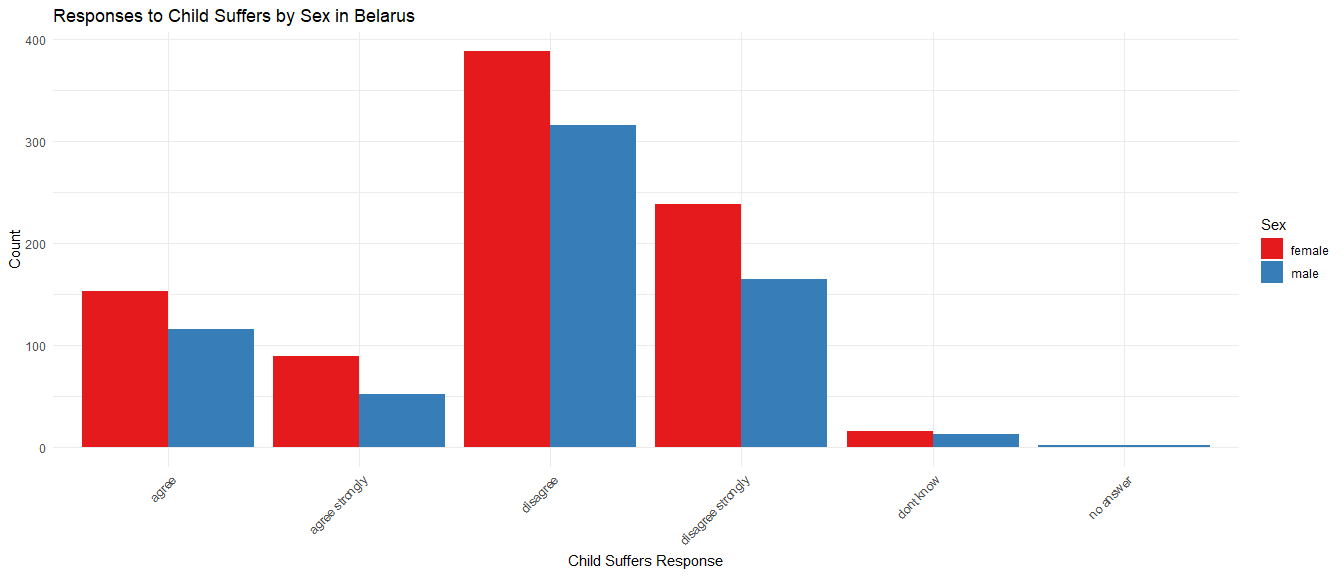 Responses to Child Suffers by Sex in Belarus
400
300
200
100
0
Count
agree
agree strongly
disagree
disagree strongly
dont know
no answer
Child Suffers Response
Sex
female
male